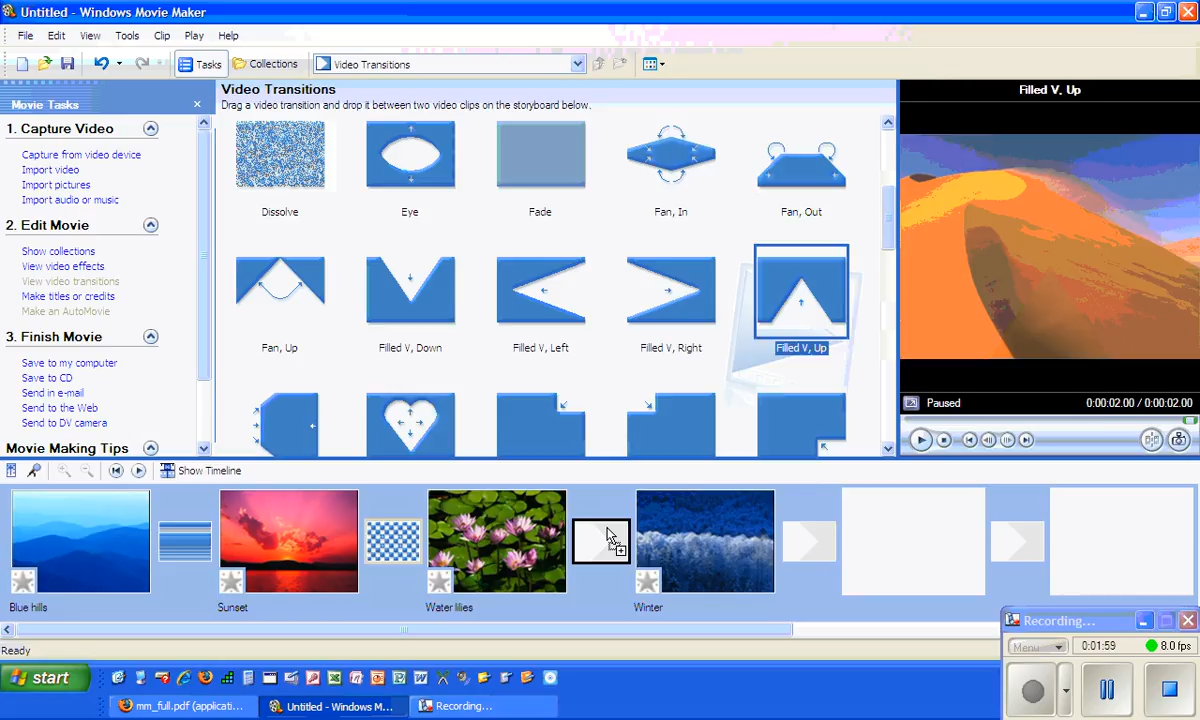 Untitled - Windows Movie Maker
File Edit View Tools Clip Play Help
Tasks Collections Video Transitions
Movie Tasks
1. Capture Video
Capture from video device
Import video
Import pictures
Import audio or music
2. Edit Movie
Show collections
View video effects
View video transitions
Make titles or credits
Make an AutoMovie
3. Finish Movie
Save to my computer
Save to CD
Send in e-mail
Send to the Web
Send to DV camera
Movie Making Tips
Video Transitions
Drag a video transition and drop it between two video clips on the storyboard below.
Dissolve Eye Fade Fan, In Fan, Out
Fan, Up Filled V, Down Filled V, Left Filled V, Right Filled V, Up
Filled V, Up
Paused 0:00:02.00 / 0:00:02.00
Show Timeline
Blue hills Sunset Water lilies Winter
Ready
Recording...
Menu 0:01:59 8.0 fps
start
mm_full.pdf (applicati... Untitled - Windows M... Recording...